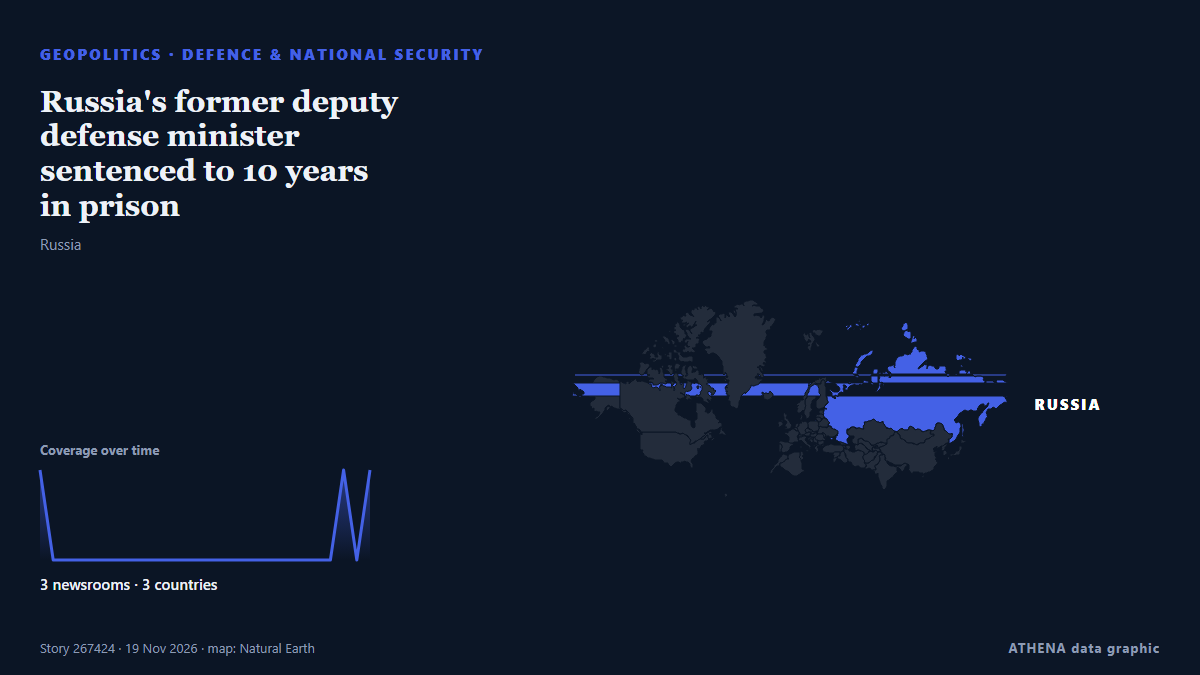 GEOPOLITICS · DEFENCE & NATIONAL SECURITY
Russia's former deputy
defense minister
sentenced to 10 years
in prison
Russia
RUSSIA
Coverage over time
3 newsrooms · 3 countries
Story 267424 · 19 Nov 2026 · map: Natural Earth
ATHENA data graphic